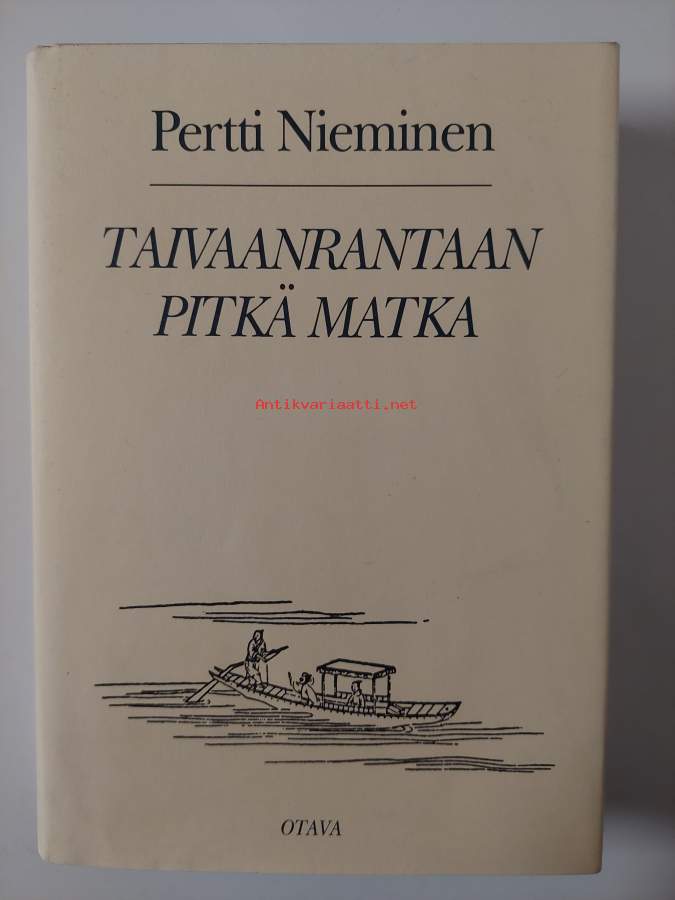 Pertti Nieminen
TAIVAANRANTAAN
PITKÄ MATKA
Antikvariaatti.net
OTAVA